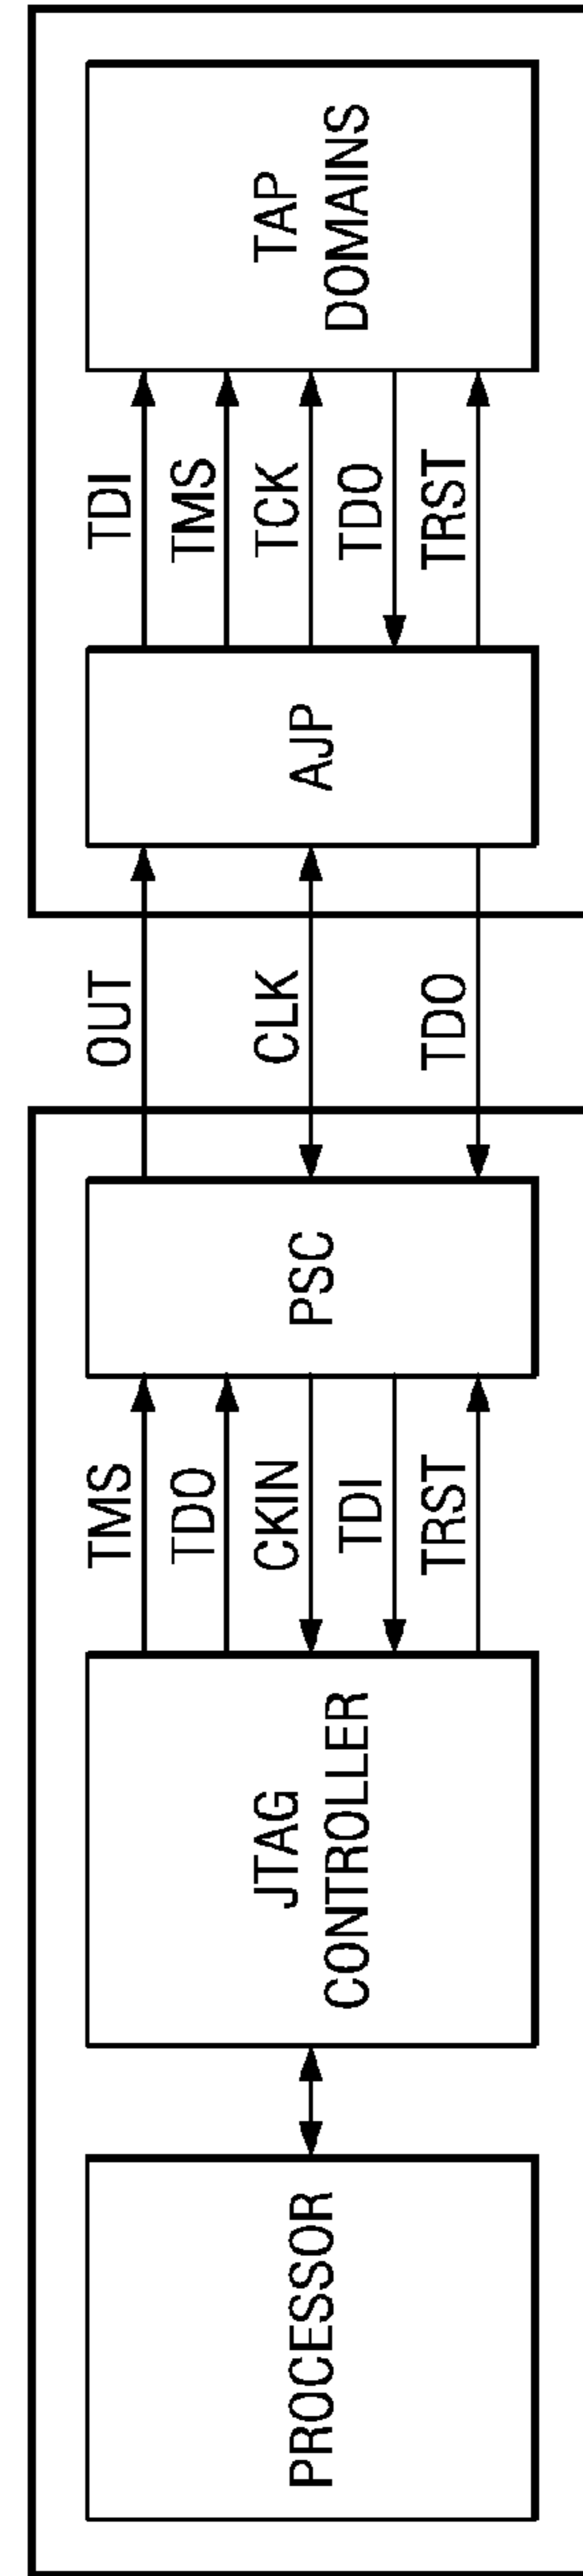 PROCESSOR
JTAG
CONTROLLER
TMS
TDO
CKIN
TDI
TRST
PSC
OUT
CLK
TDO
AJP
TDI
TMS
TCK
TDO
TRST
TAP
DOMAINS